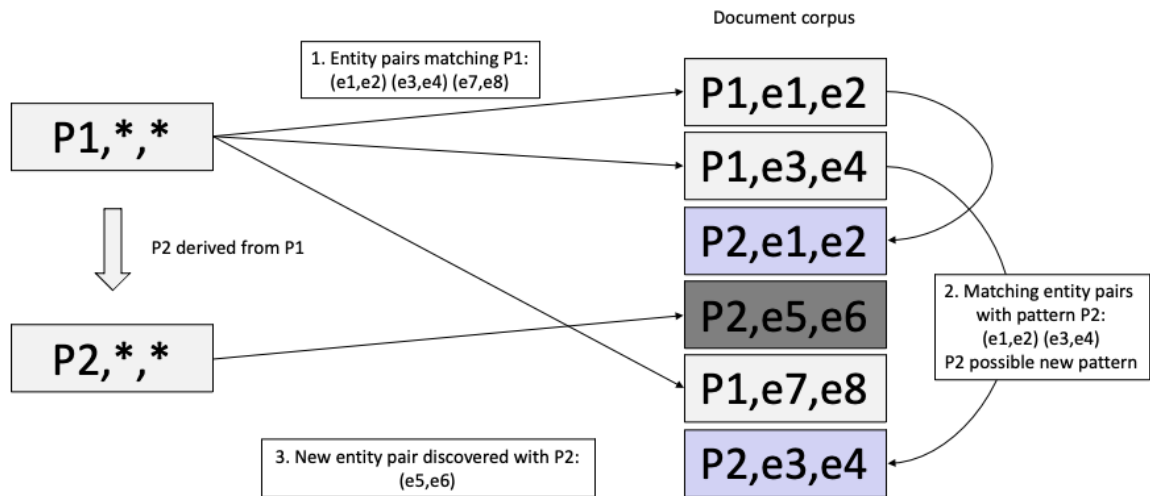 Document corpus
1. Entity pairs matching P1:
(e1,e2) (e3,e4) (e7,e8)
P1,*,*
P2 derived from P1
P2,*,*
P1,e1,e2
P1,e3,e4
P2,e1,e2
P2,e5,e6
P1,e7,e8
P2,e3,e4
2. Matching entity pairs
with pattern P2:
(e1,e2) (e3,e4)
P2 possible new pattern
3. New entity pair discovered with P2:
(e5,e6)